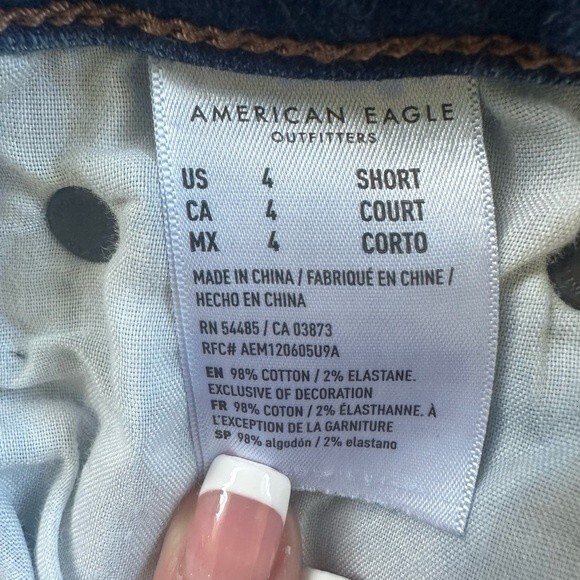 AMERICAN EAGLE
OUTFITTERS
US 4 SHORT
CA 4 COURT
MX 4 CORTO
MADE IN CHINA / FABRIQUÉ EN CHINE /
HECHO EN CHINA
RN 54485 / CA 03873
RFC# AEM120605U9A
EN 98% COTTON / 2% ELASTANE.
EXCLUSIVE OF DECORATION
FR 98% COTON / 2% ÉLASTHANNE. À
L'EXCEPTION DE LA GARNITURE
SP 98% algodón / 2% elastano